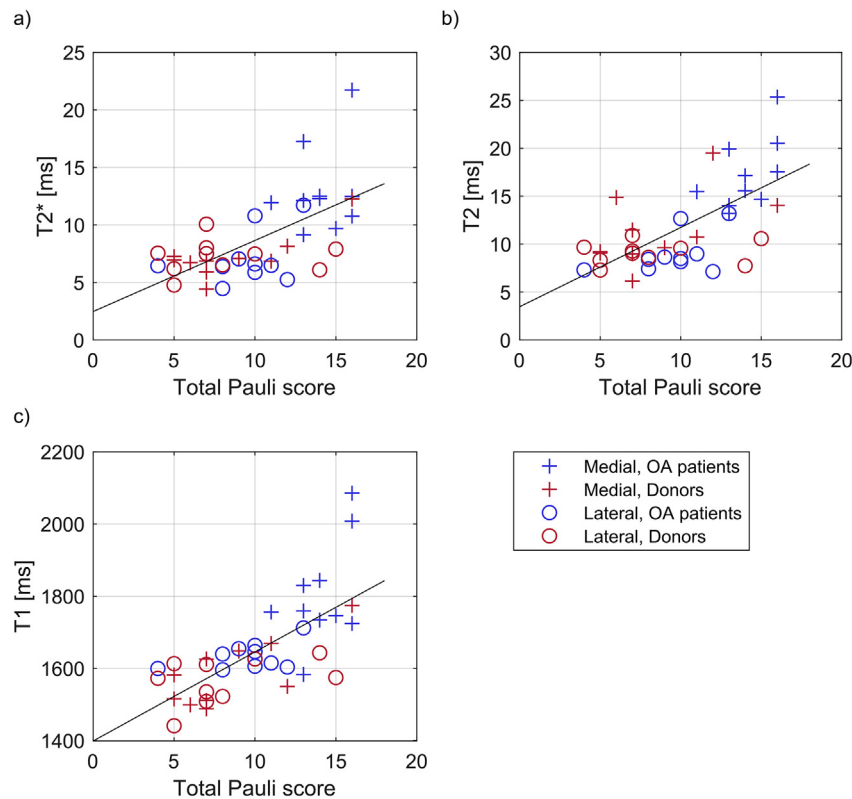 a)
25
20
15
10
5
0
T2* [ms]
0 5 10 15 20
Total Pauli score
b)
30
25
20
15
10
5
0
T2 [ms]
0 5 10 15 20
Total Pauli score
c)
2200
2000
1800
1600
1400
T1 [ms]
0 5 10 15 20
Total Pauli score
Medial, OA patients
Medial, Donors
Lateral, OA patients
Lateral, Donors